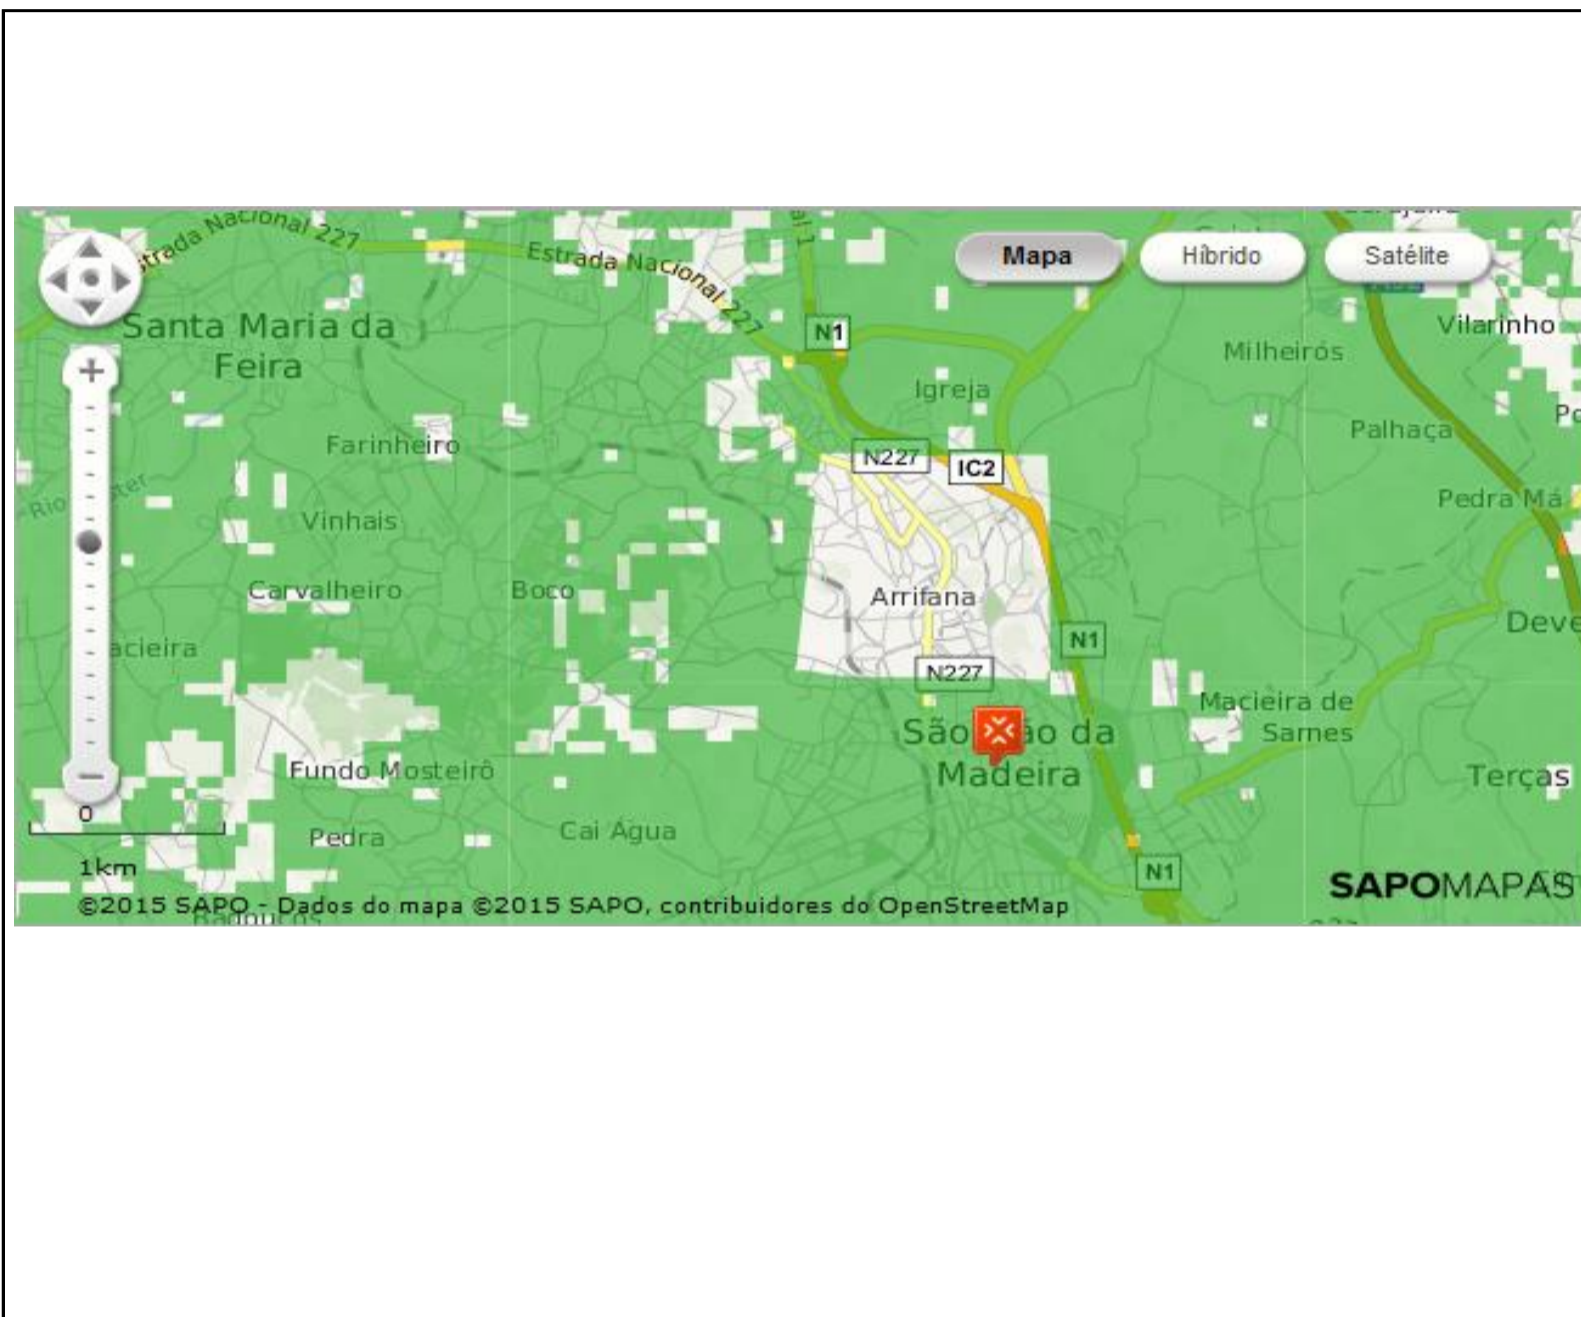 Estrada Nacional 227
Estrada Nacional 227
Mapa
Híbrido
Satélite
Santa Maria da
Feira
N1
Vilarinho
Milheirós
Igreja
Palhaça
Farinheiro
N227
IC2
Pedra Má
Rio
Vinhais
Carvalheiro
Boco
Arrifana
Deve
acieira
N1
N227
Macieira de
Sarnes
São ão da
Madeira
Fundo Mosteirô
Terças
0
Pedra
Cai Água
1km
N1
SAPOMAPAS
©2015 SAPO - Dados do mapa ©2015 SAPO, contribuidores do OpenStreetMap